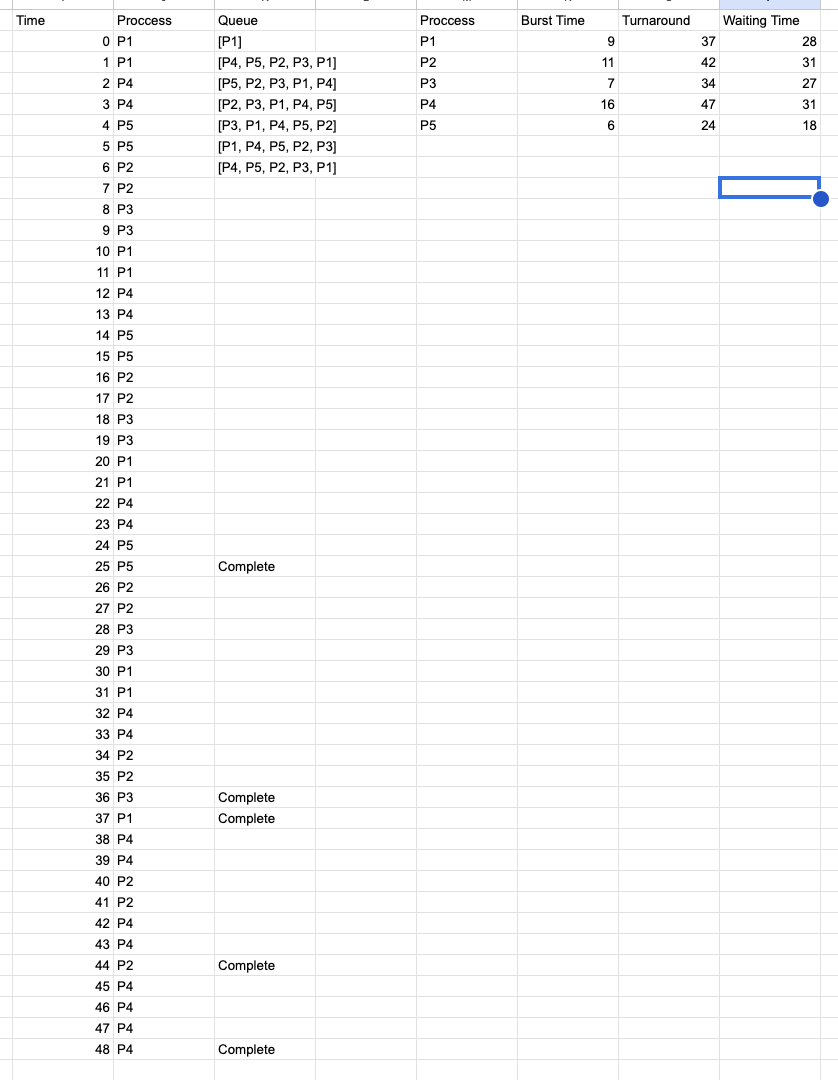 Time Proccess Queue Proccess Burst Time Turnaround Waiting Time
0 P1 [P1] P1 9 37 28
1 P1 [P4, P5, P2, P3, P1] P2 11 42 31
2 P4 [P5, P2, P3, P1, P4] P3 7 34 27
3 P4 [P2, P3, P1, P4, P5] P4 16 47 31
4 P5 [P3, P1, P4, P5, P2] P5 6 24 18
5 P5 [P1, P4, P5, P2, P3]
6 P2 [P4, P5, P2, P3, P1]
7 P2
8 P3
9 P3
10 P1
11 P1
12 P4
13 P4
14 P5
15 P5
16 P2
17 P2
18 P3
19 P3
20 P1
21 P1
22 P4
23 P4
24 P5
25 P5 Complete
26 P2
27 P2
28 P3
29 P3
30 P1
31 P1
32 P4
33 P4
34 P2
35 P2
36 P3 Complete
37 P1 Complete
38 P4
39 P4
40 P2
41 P2
42 P4
43 P4
44 P2 Complete
45 P4
46 P4
47 P4
48 P4 Complete